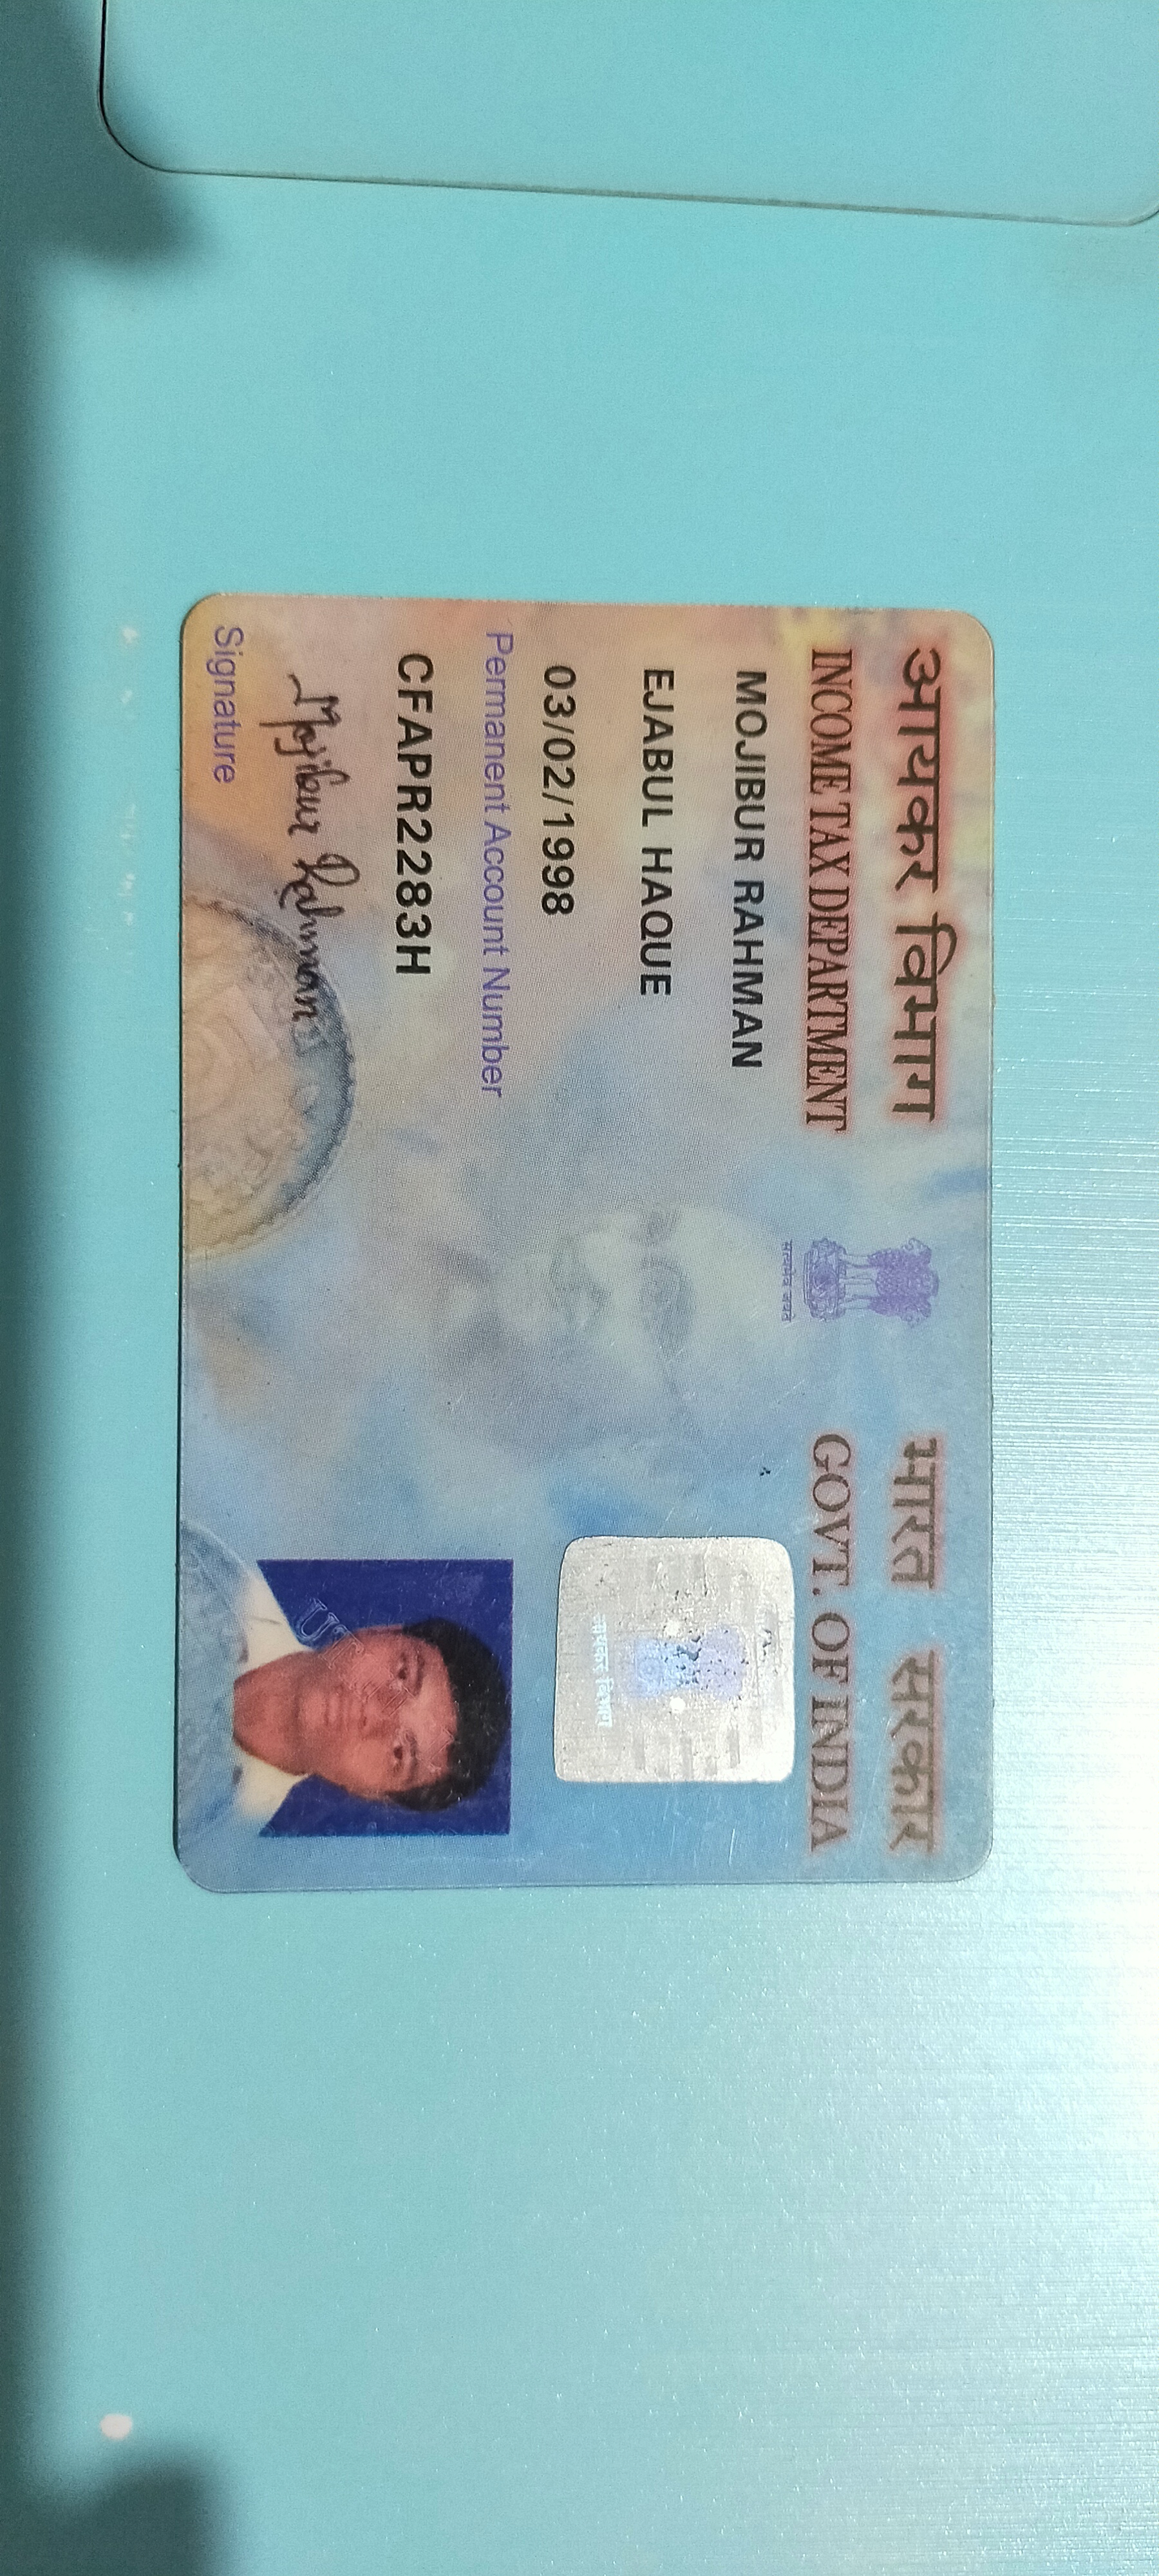 आयकर विभाग
INCOME TAX DEPARTMENT
सत्यमेव जयते
भारत सरकार
GOVT. OF INDIA
MOJIBUR RAHMAN
EJABUL HAQUE
03/02/1998
Permanent Account Number
CFAPR2283H
Mojibur Rahman
Signature
आयकर विभाग